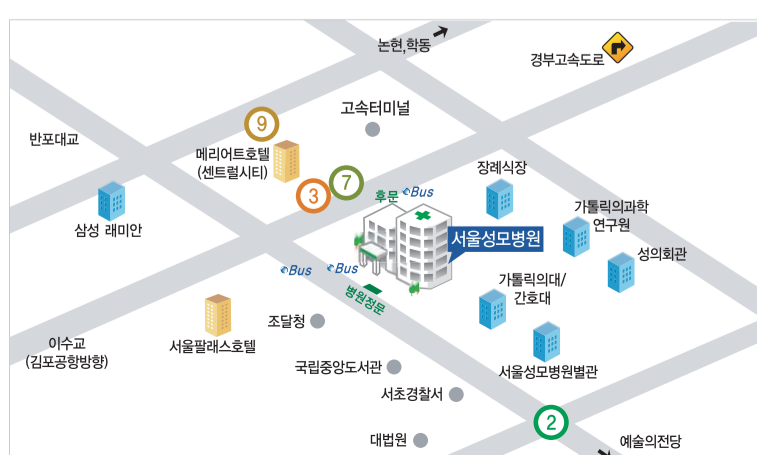 논현,학동
경부고속도로
고속터미널
9
반포대교
메리어트호텔
(센트럴시티)
장례식장
7
3
후문
Bus
삼성 래미안
가톨릭의과학
연구원
서울성모병원
성의회관
Bus
Bus
가톨릭의대/
간호대
병원정문
조달청
이수교
(김포공항방향)
서울팔래스호텔
국립중앙도서관
서울성모병원별관
서초경찰서
2
대법원
예술의전당